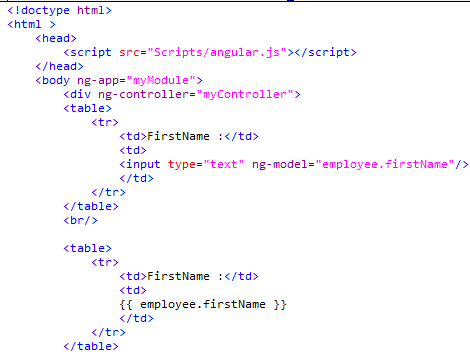 <!doctype html>
<html >
<head>
<script src="Scripts/angular.js"></script>
</head>
<body ng-app="myModule">
<div ng-controller="myController">
<table>
<tr>
<td>FirstName :</td>
<td>
<input type="text" ng-model="employee.firstName"/>
</td>
</tr>
</table>
<br/>
<table>
<tr>
<td>FirstName :</td>
<td>
{{ employee.firstName }}
</td>
</tr>
</table>